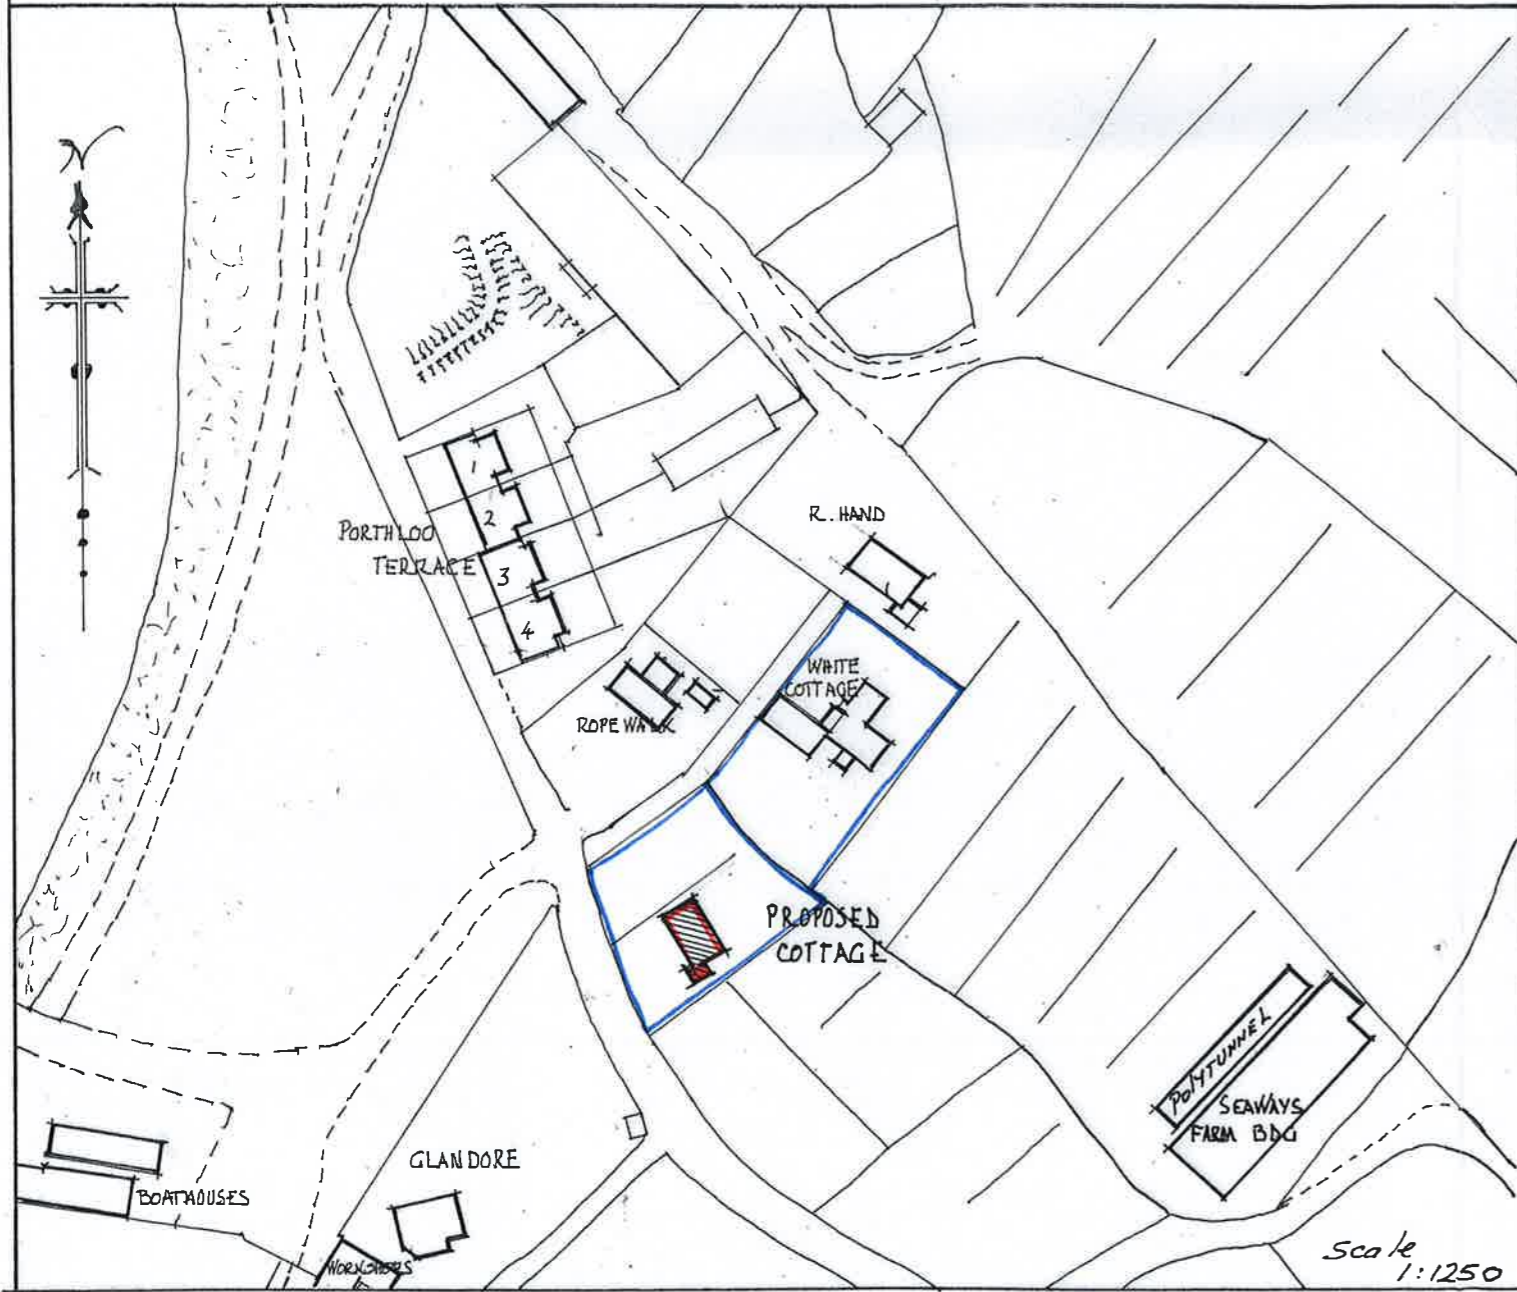 R. HAND
1
2
PORTHLOO
TERRACE
3
4
WHITE
COTTAGE
ROPE WALK
PROPOSED
COTTAGE
POLYTUNNEL
SEAWAYS
FARM BDG
GLANDORE
BOATHOUSES
WORKSHOPS
Scale
1:1250